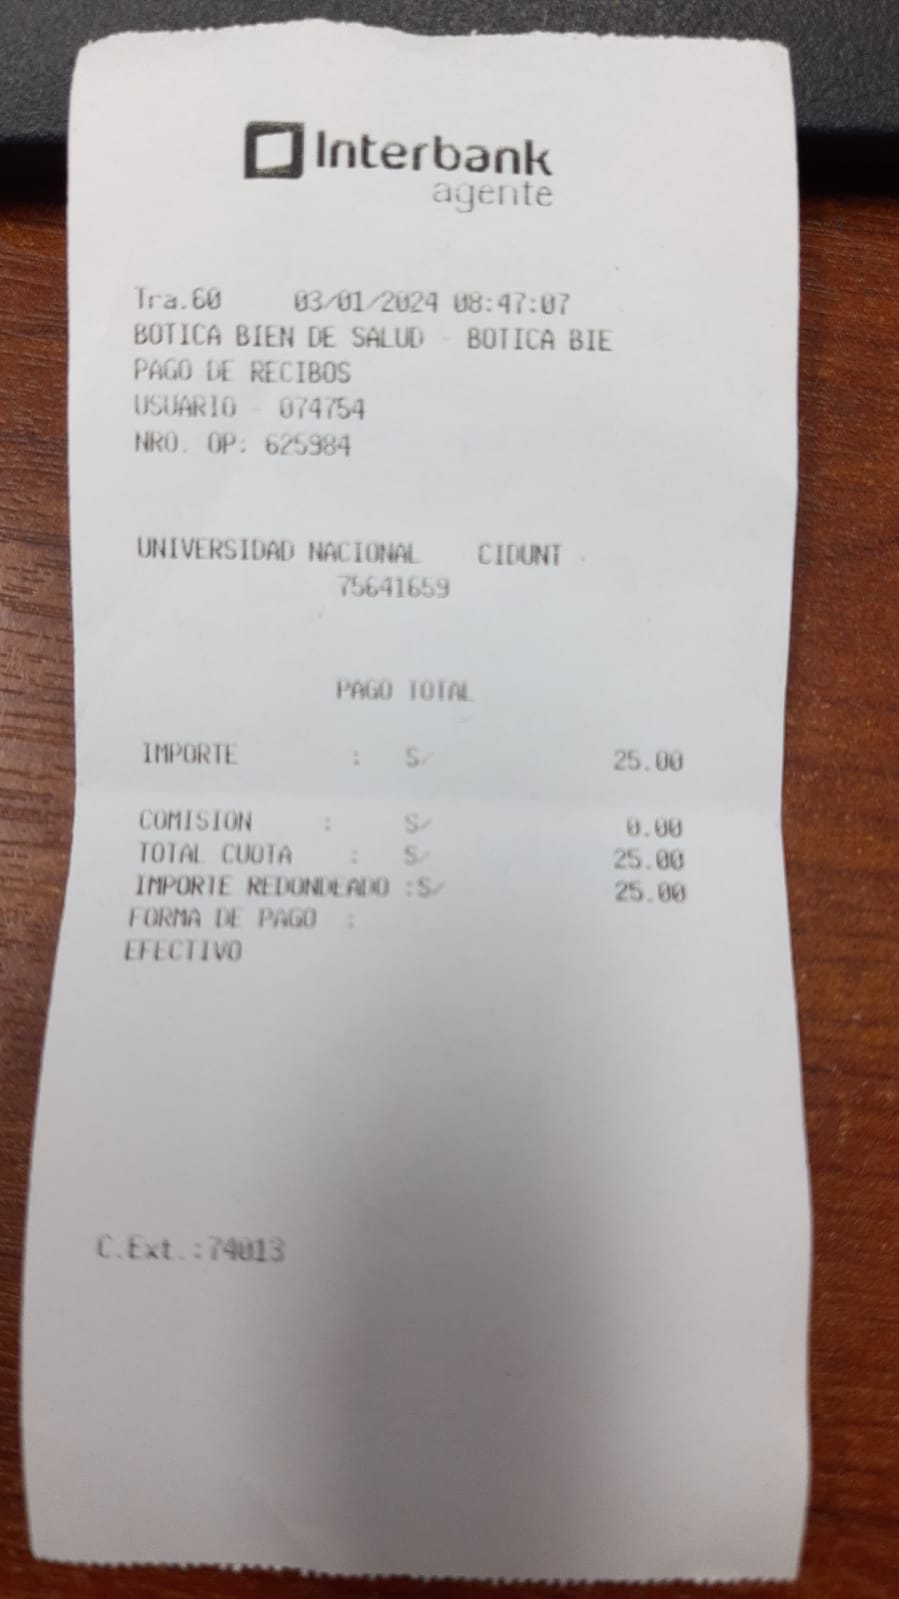 Interbank
agente
Tra.60 03/01/2024 08:47:07
BOTICA BIEN DE SALUD - BOTICA BIE
PAGO DE RECIBOS
USUARIO - 074754
NRO. OP: 625984
UNIVERSIDAD NACIONAL CIDUNT
75641659
PAGO TOTAL
IMPORTE : S/ 25.00
COMISION : S/ 0.00
TOTAL CUOTA : S/ 25.00
IMPORTE REDONDEADO :S/ 25.00
FORMA DE PAGO :
EFECTIVO
C.Ext.:74013